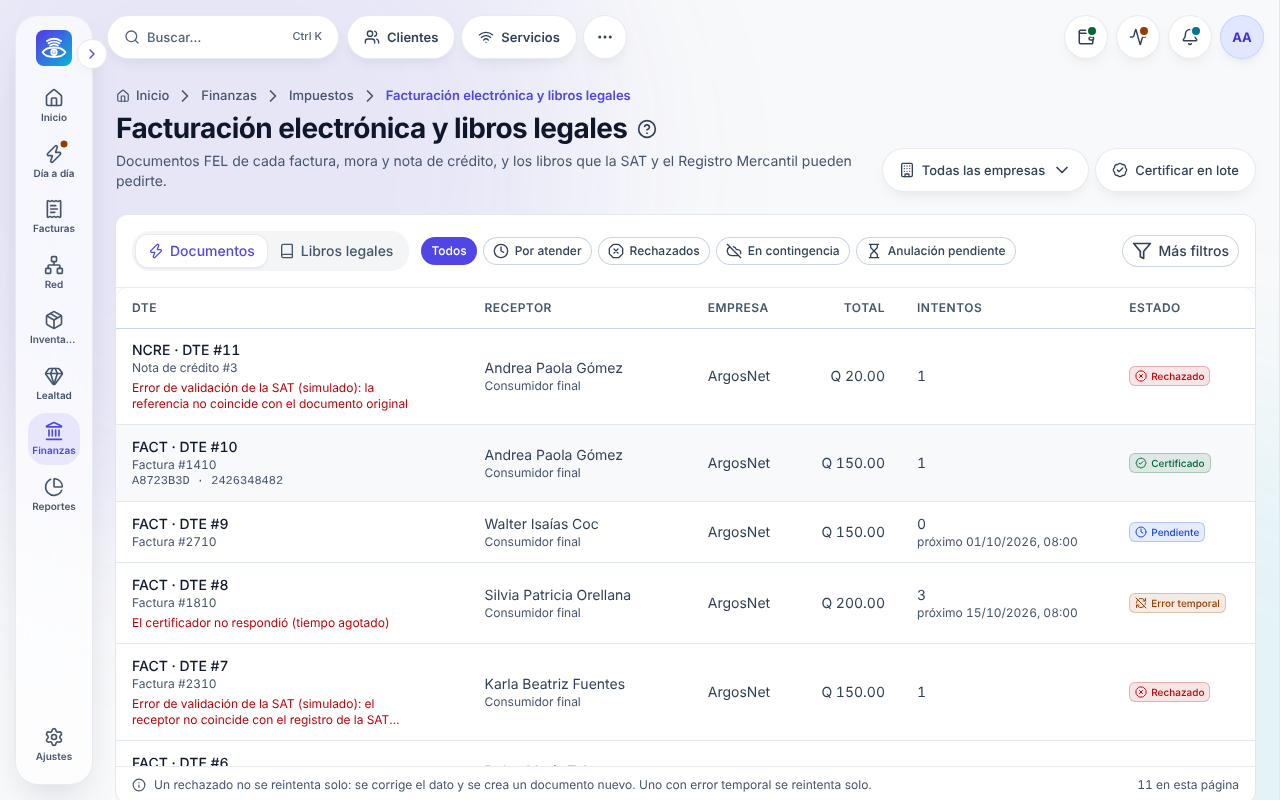 Buscar...
Ctrl K
Clientes
Servicios
AA
Inicio
Día a día
Facturas
Red
Inventa...
Lealtad
Finanzas
Reportes
Ajustes
Inicio > Finanzas > Impuestos > Facturación electrónica y libros legales
Facturación electrónica y libros legales
Documentos FEL de cada factura, mora y nota de crédito, y los libros que la SAT y el Registro Mercantil pueden
pedirte.
Todas las empresas
Certificar en lote
Documentos
Libros legales
Todos
Por atender
Rechazados
En contingencia
Anulación pendiente
Más filtros
DTE RECEPTOR EMPRESA TOTAL INTENTOS ESTADO
NCRE · DTE #11
Nota de crédito #3
Error de validación de la SAT (simulado): la
referencia no coincide con el documento original
Andrea Paola Gómez
Consumidor final
ArgosNet
Q 20.00
1
Rechazado
FACT · DTE #10
Factura #1410
A8723B3D · 2426348482
Andrea Paola Gómez
Consumidor final
ArgosNet
Q 150.00
1
Certificado
FACT · DTE #9
Factura #2710
Walter Isaías Coc
Consumidor final
ArgosNet
Q 150.00
0
próximo 01/10/2026, 08:00
Pendiente
FACT · DTE #8
Factura #1810
El certificador no respondió (tiempo agotado)
Silvia Patricia Orellana
Consumidor final
ArgosNet
Q 200.00
3
próximo 15/10/2026, 08:00
Error temporal
FACT · DTE #7
Factura #2310
Error de validación de la SAT (simulado): el
receptor no coincide con el registro de la SAT...
Karla Beatriz Fuentes
Consumidor final
ArgosNet
Q 150.00
1
Rechazado
FACT · DTE #6
Un rechazado no se reintenta solo: se corrige el dato y se crea un documento nuevo. Uno con error temporal se reintenta solo.
11 en esta página